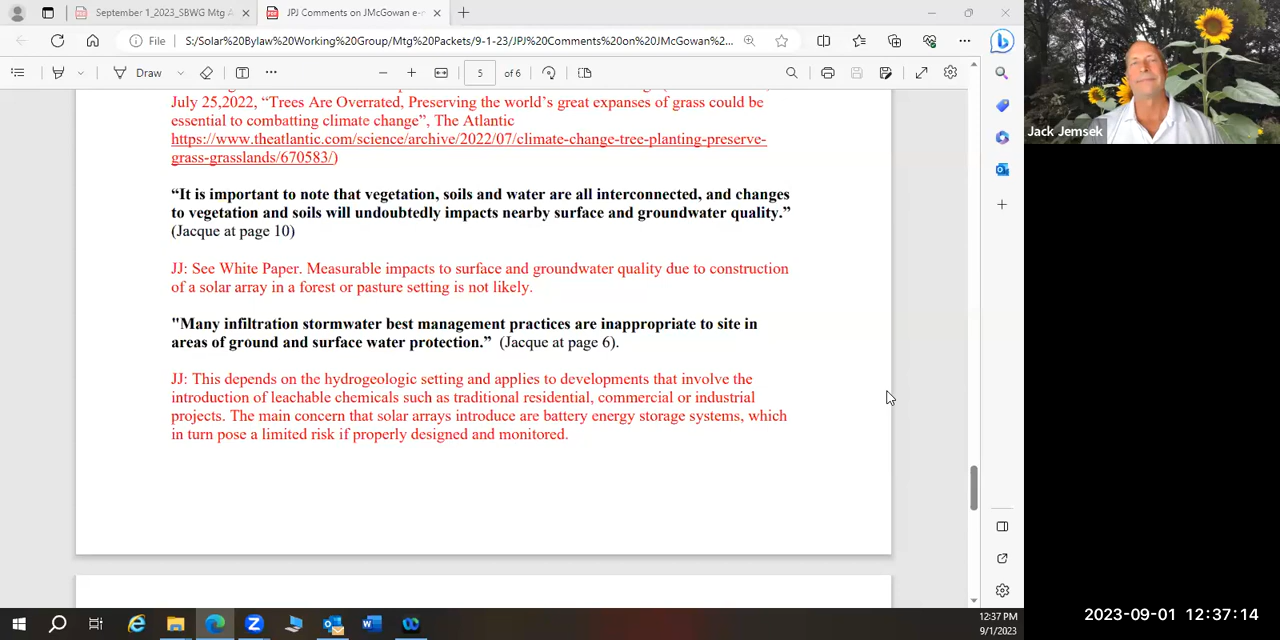 September 1_2023_SBWG Mtg A
JPJ Comments on JMcGowan e-
File
S:/Solar%20Bylaw%20Working%20Group/Mtg%20Packets/9-1-23/JPJ%20Comments%20on%20JMcGowan%2...
Draw
5 of 6
July 25,2022, “Trees Are Overrated, Preserving the world’s great expanses of grass could be
essential to combatting climate change”, The Atlantic
https://www.theatlantic.com/science/archive/2022/07/climate-change-tree-planting-preserve-
grass-grasslands/670583/)
“It is important to note that vegetation, soils and water are all interconnected, and changes
to vegetation and soils will undoubtedly impacts nearby surface and groundwater quality.”
(Jacque at page 10)
JJ: See White Paper. Measurable impacts to surface and groundwater quality due to construction
of a solar array in a forest or pasture setting is not likely.
"Many infiltration stormwater best management practices are inappropriate to site in
areas of ground and surface water protection.” (Jacque at page 6).
JJ: This depends on the hydrogeologic setting and applies to developments that involve the
introduction of leachable chemicals such as traditional residential, commercial or industrial
projects. The main concern that solar arrays introduce are battery energy storage systems, which
in turn pose a limited risk if properly designed and monitored.
Jack Jemsek
12:37 PM
9/1/2023
2023-09-01 12:37:14